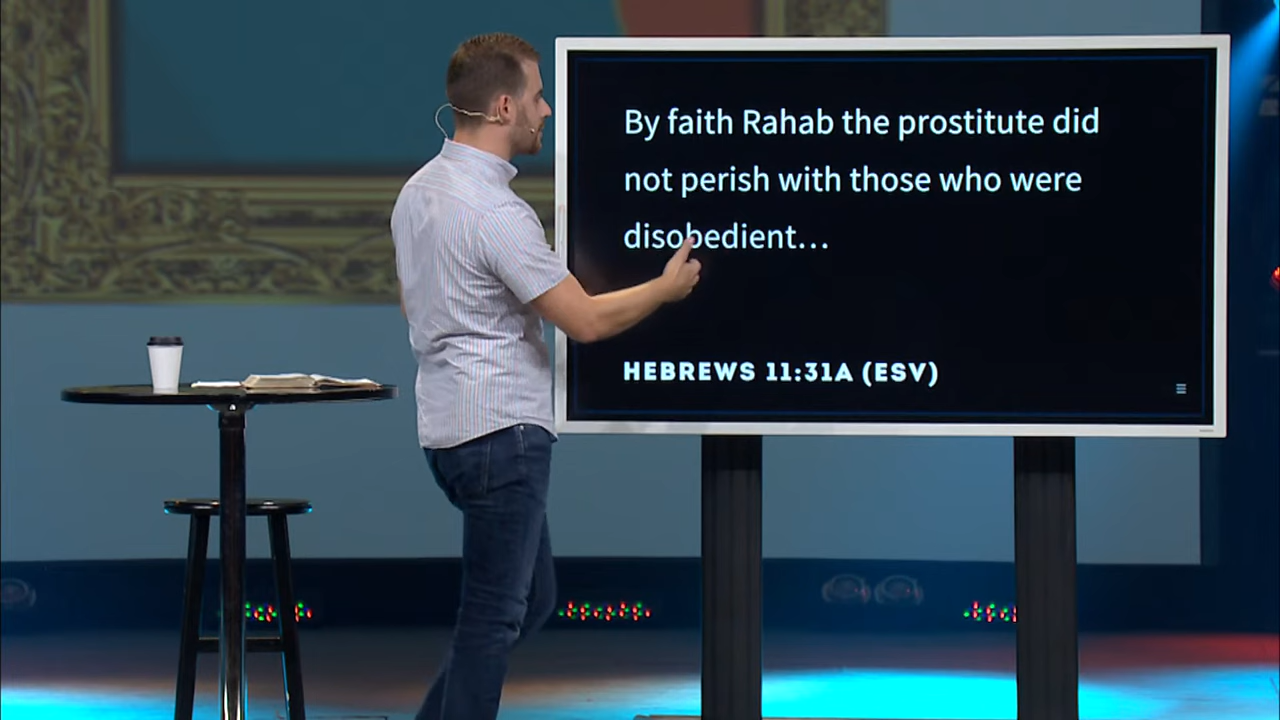 By faith Rahab the prostitute did
not perish with those who were
disobedient…
HEBREWS 11:31A (ESV)